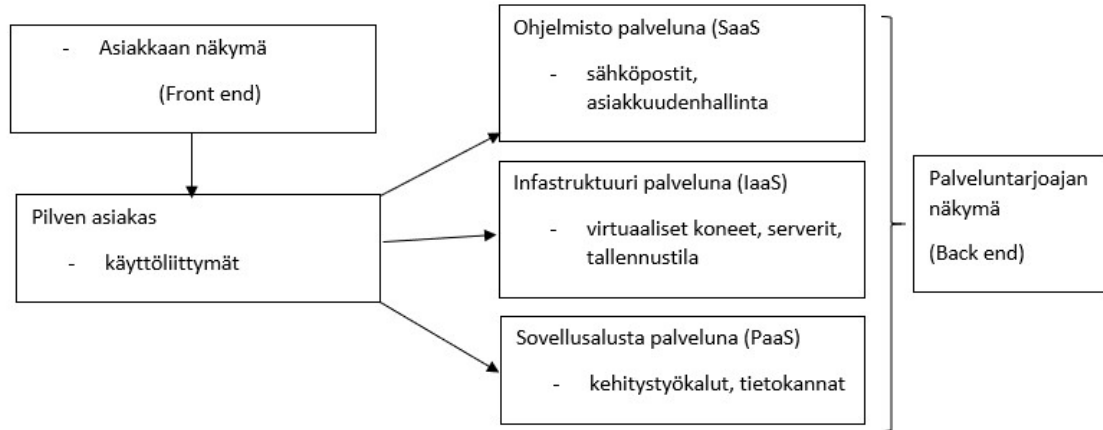 - Asiakkaan näkymä
(Front end)
Pilven asiakas
- käyttöliittymät
Ohjelmisto palveluna (SaaS
- sähköpostit,
asiakkuudenhallinta
Infastruktuuri palveluna (IaaS)
- virtuaaliset koneet, serverit,
tallennustila
Sovellusalusta palveluna (PaaS)
- kehitystyökalut, tietokannat
Palveluntarjoajan
näkymä
(Back end)